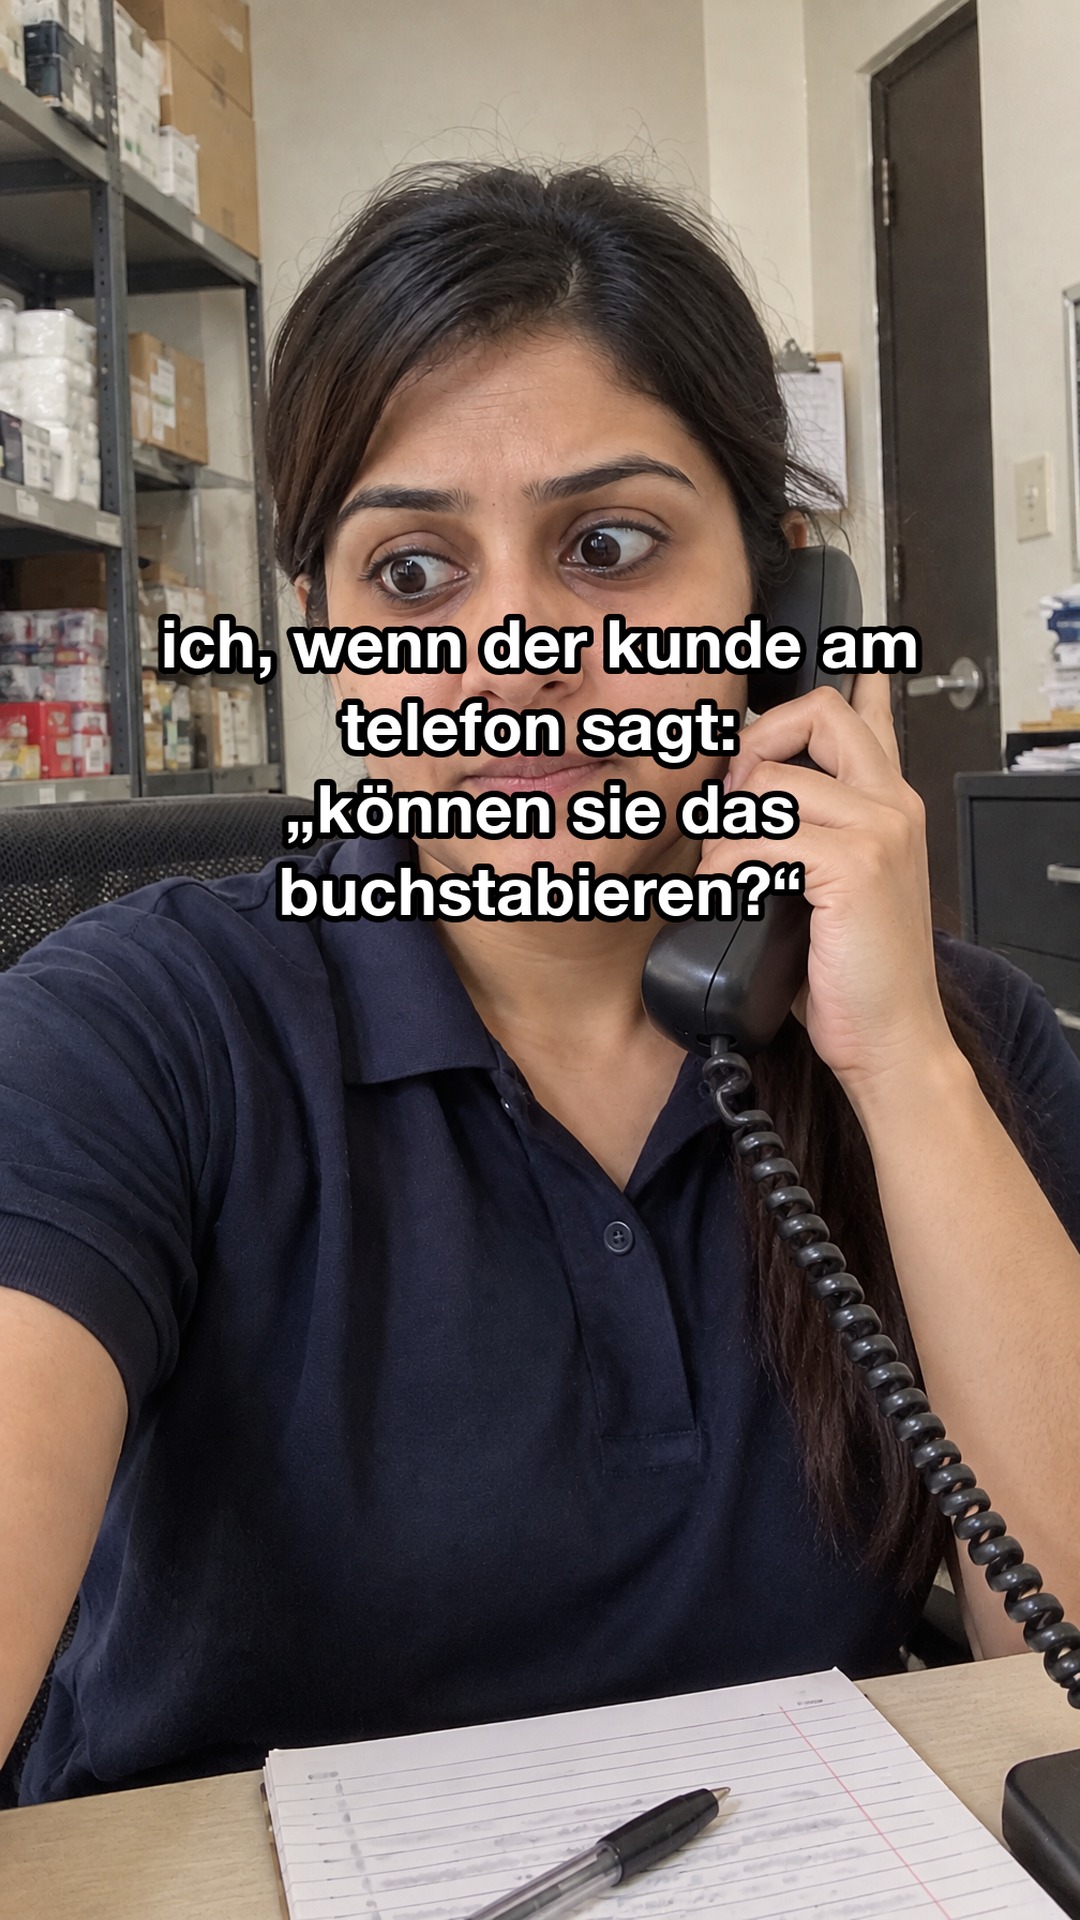 ich, wenn der kunde am
telefon sagt:
„können sie das
buchstabieren?“